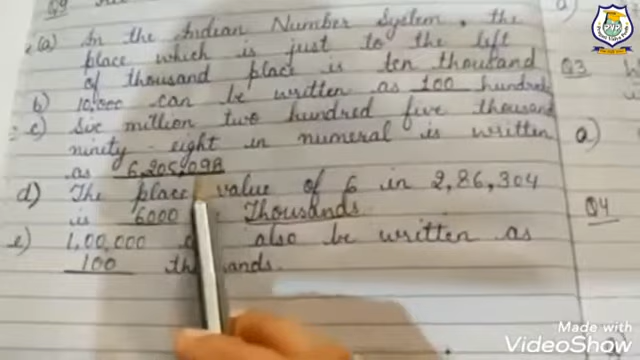 Q9
(a) In the Indian Number System, the
place which is just to the left
of thousand place is ten thousand
b) 10,000 can be written as 100 hundreds
c) Six million two hundred five thousand
ninity-eight in numeral is written
as 6,205,098
d) The place value of 6 in 2,86,304
is 6000 Thousands.
e) 1,00,000 also be written as
100
a)
Q3
a)
Q4
Made with
VideoShow